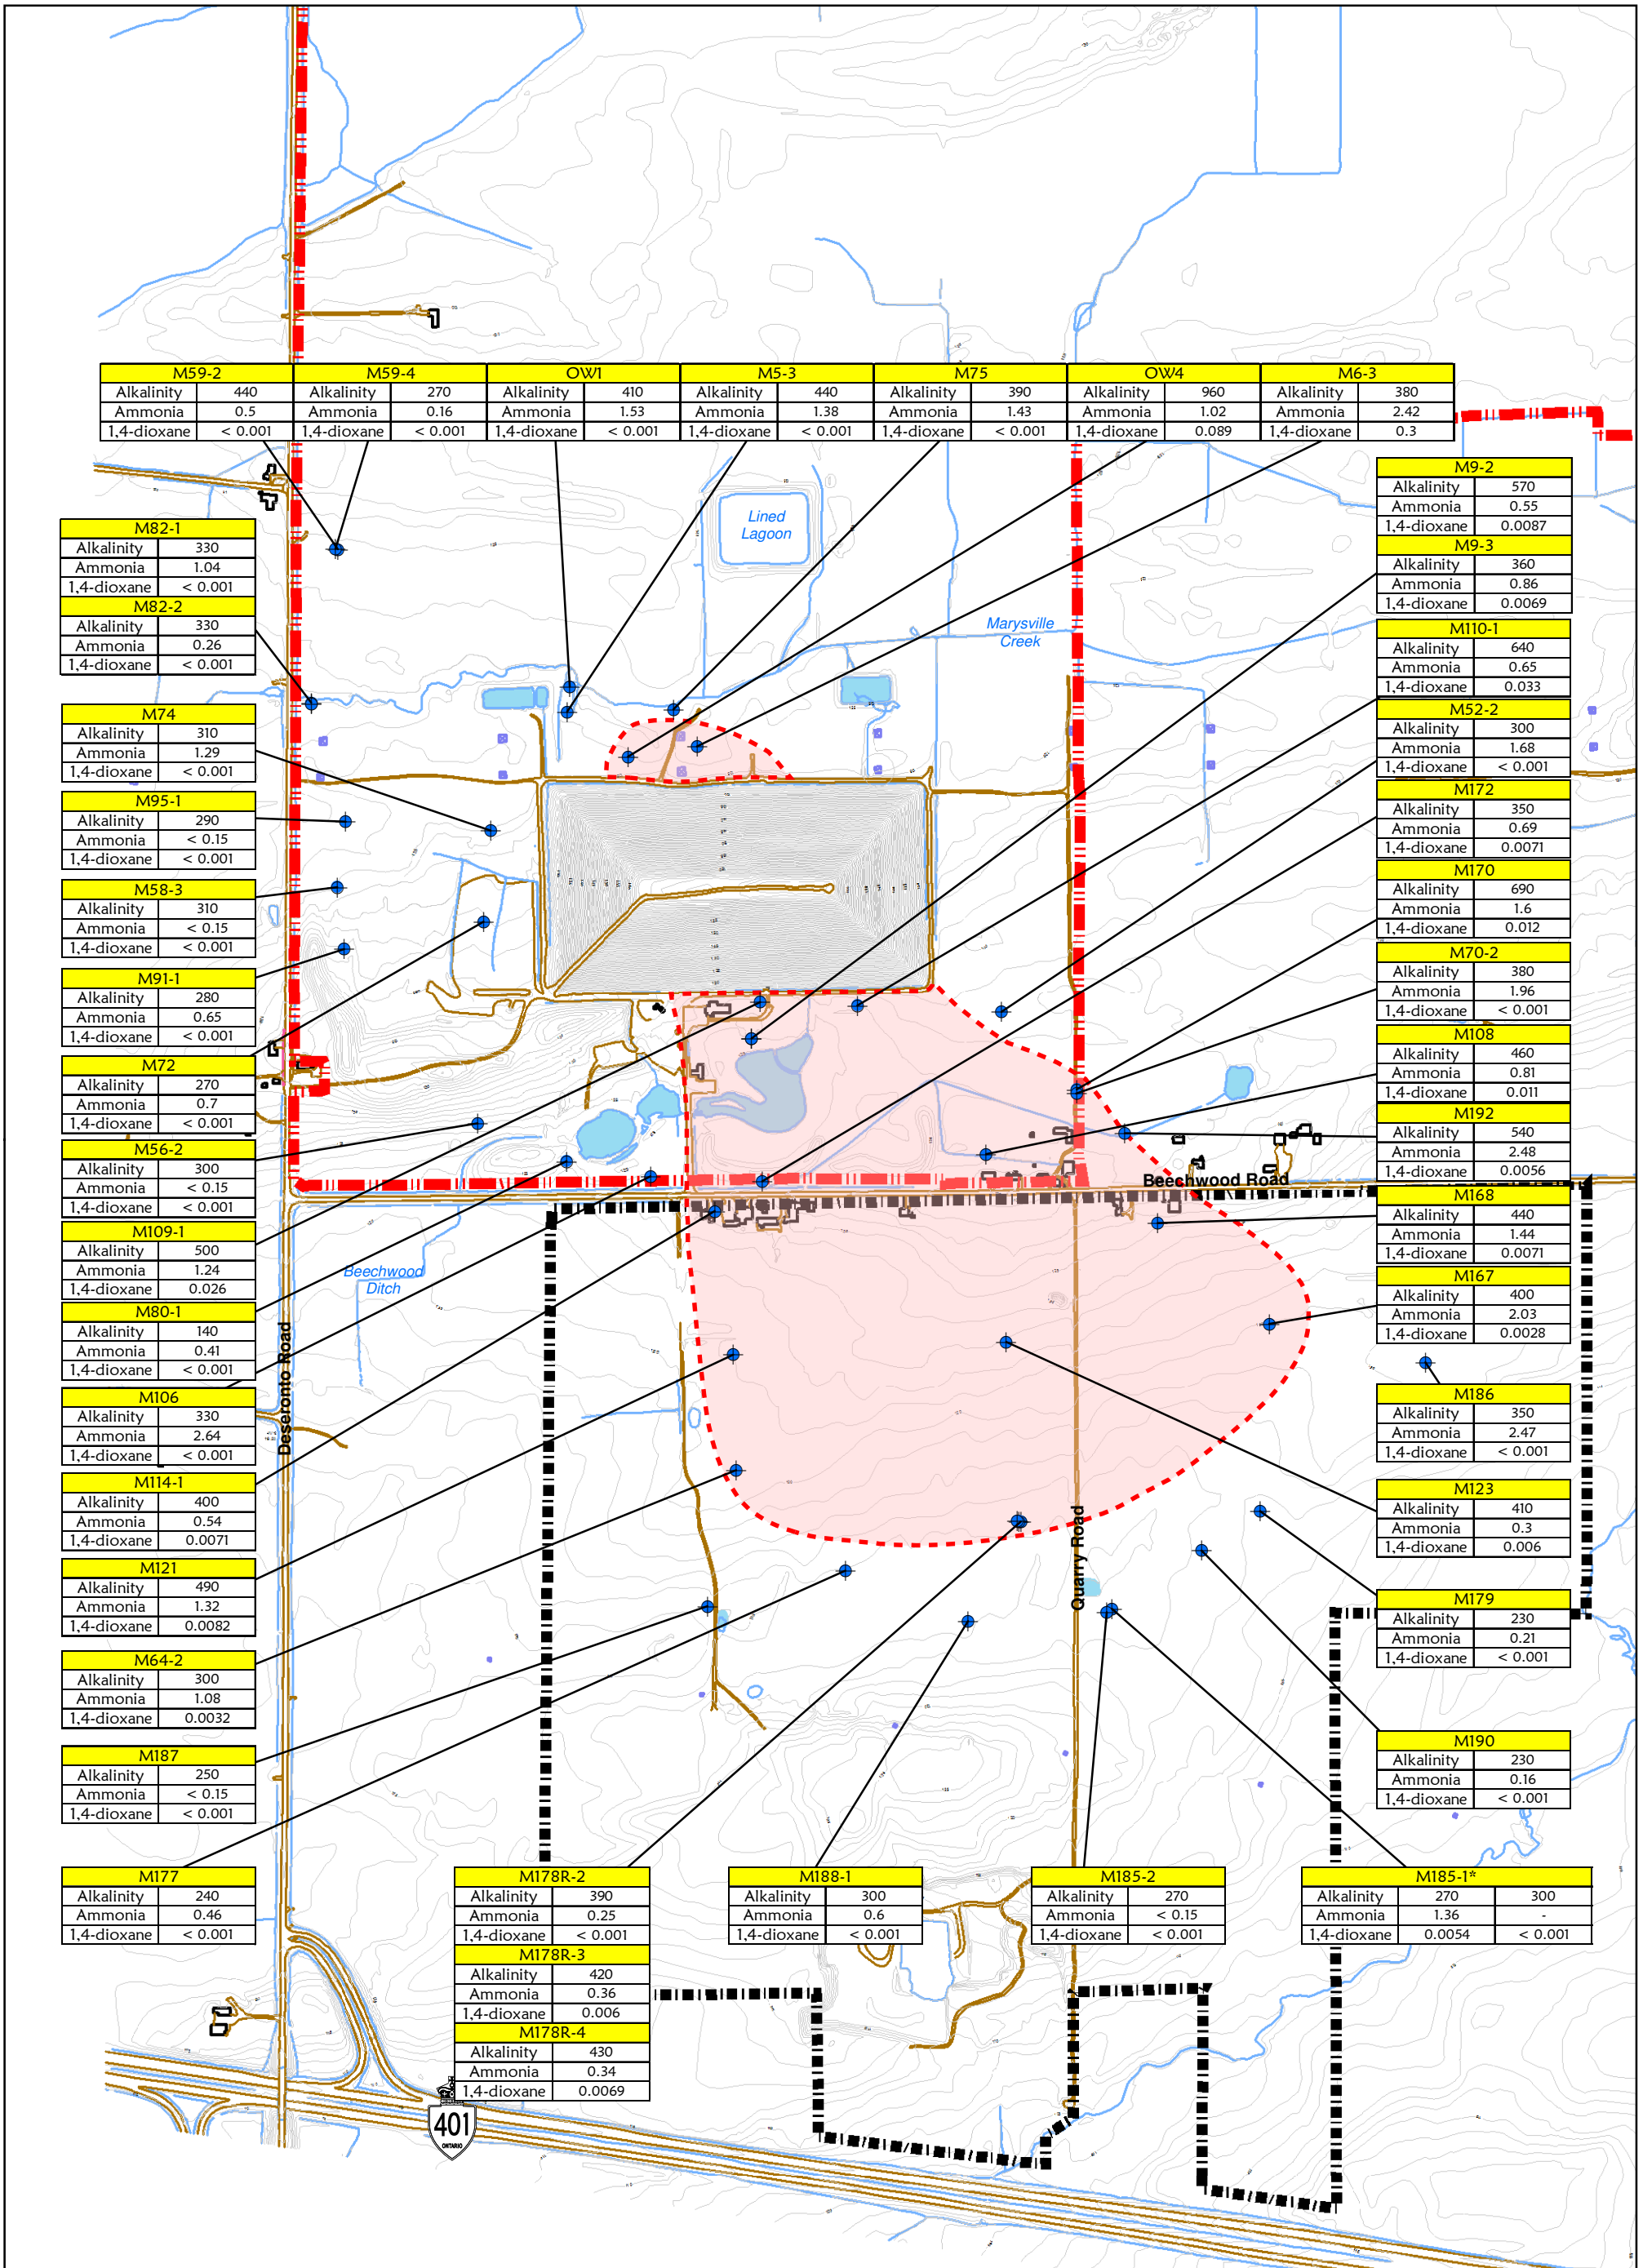 M59-2 M59-4 OW1 M5-3 M75 OW4 M6-3
Alkalinity 440 Alkalinity 270 Alkalinity 410 Alkalinity 440 Alkalinity 390 Alkalinity 960 Alkalinity 380
Ammonia 0.5 Ammonia 0.16 Ammonia 1.53 Ammonia 1.38 Ammonia 1.43 Ammonia 1.02 Ammonia 2.42
1,4-dioxane < 0.001 1,4-dioxane < 0.001 1,4-dioxane < 0.001 1,4-dioxane < 0.001 1,4-dioxane < 0.001 1,4-dioxane 0.089 1,4-dioxane 0.3
M82-1
Alkalinity 330
Ammonia 1.04
1,4-dioxane < 0.001
M82-2
Alkalinity 330
Ammonia 0.26
1,4-dioxane < 0.001
M74
Alkalinity 310
Ammonia 1.29
1,4-dioxane < 0.001
M95-1
Alkalinity 290
Ammonia < 0.15
1,4-dioxane < 0.001
M58-3
Alkalinity 310
Ammonia < 0.15
1,4-dioxane < 0.001
M91-1
Alkalinity 280
Ammonia 0.65
1,4-dioxane < 0.001
M72
Alkalinity 270
Ammonia 0.7
1,4-dioxane < 0.001
M56-2
Alkalinity 300
Ammonia < 0.15
1,4-dioxane < 0.001
M109-1
Alkalinity 500
Ammonia 1.24
1,4-dioxane 0.026
M80-1
Alkalinity 140
Ammonia 0.41
1,4-dioxane < 0.001
M106
Alkalinity 330
Ammonia 2.64
1,4-dioxane < 0.001
M114-1
Alkalinity 400
Ammonia 0.54
1,4-dioxane 0.0071
M121
Alkalinity 490
Ammonia 1.32
1,4-dioxane 0.0082
M64-2
Alkalinity 300
Ammonia 1.08
1,4-dioxane 0.0032
M187
Alkalinity 250
Ammonia < 0.15
1,4-dioxane < 0.001
M177
Alkalinity 240
Ammonia 0.46
1,4-dioxane < 0.001
Lined
Lagoon
Marysville
Creek
Beechwood Road
Beechwood
Ditch
Deseronto Road
Quarry Road
M9-2
Alkalinity 570
Ammonia 0.55
1,4-dioxane 0.0087
M9-3
Alkalinity 360
Ammonia 0.86
1,4-dioxane 0.0069
M110-1
Alkalinity 640
Ammonia 0.65
1,4-dioxane 0.033
M52-2
Alkalinity 300
Ammonia 1.68
1,4-dioxane < 0.001
M172
Alkalinity 350
Ammonia 0.69
1,4-dioxane 0.0071
M170
Alkalinity 690
Ammonia 1.6
1,4-dioxane 0.012
M70-2
Alkalinity 380
Ammonia 1.96
1,4-dioxane < 0.001
M108
Alkalinity 460
Ammonia 0.81
1,4-dioxane 0.011
M192
Alkalinity 540
Ammonia 2.48
1,4-dioxane 0.0056
M168
Alkalinity 440
Ammonia 1.44
1,4-dioxane 0.0071
M167
Alkalinity 400
Ammonia 2.03
1,4-dioxane 0.0028
M186
Alkalinity 350
Ammonia 2.47
1,4-dioxane < 0.001
M123
Alkalinity 410
Ammonia 0.3
1,4-dioxane 0.006
M179
Alkalinity 230
Ammonia 0.21
1,4-dioxane < 0.001
M190
Alkalinity 230
Ammonia 0.16
1,4-dioxane < 0.001
M178R-2
Alkalinity 390
Ammonia 0.25
1,4-dioxane < 0.001
M178R-3
Alkalinity 420
Ammonia 0.36
1,4-dioxane 0.006
M178R-4
Alkalinity 430
Ammonia 0.34
1,4-dioxane 0.0069
M188-1
Alkalinity 300
Ammonia 0.6
1,4-dioxane < 0.001
M185-2
Alkalinity 270
Ammonia < 0.15
1,4-dioxane < 0.001
M185-1*
Alkalinity 270 300
Ammonia 1.36 -
1,4-dioxane 0.0054 < 0.001
401
ONTARIO